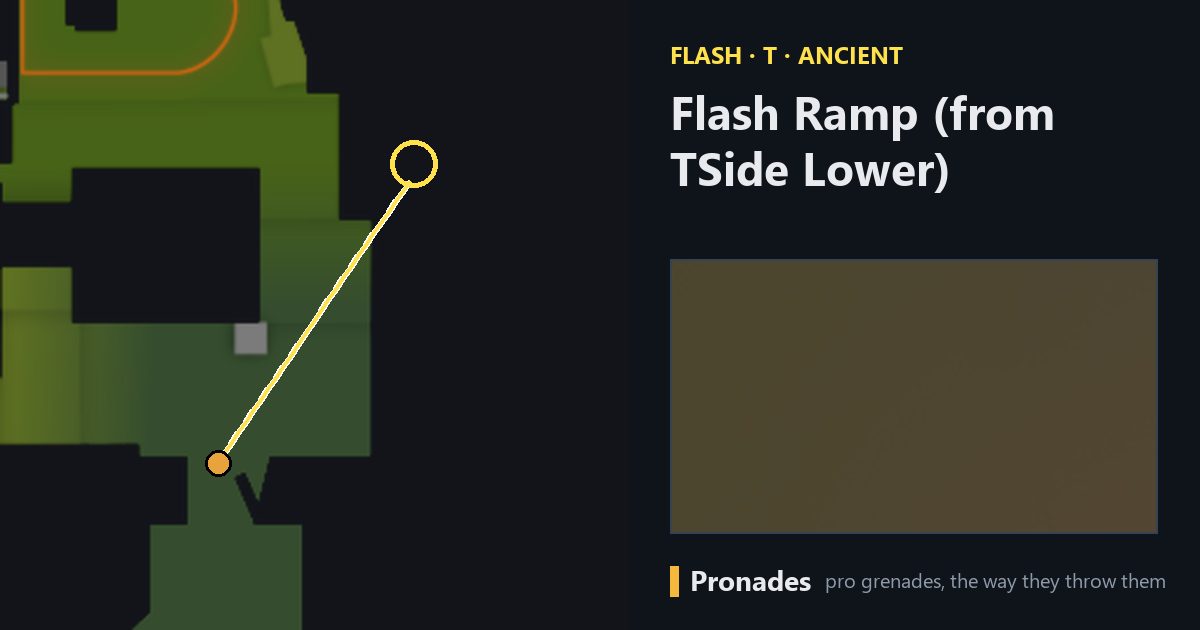 FLASH · T · ANCIENT
Flash Ramp (from
TSide Lower)
Pronades pro grenades, the way they throw them